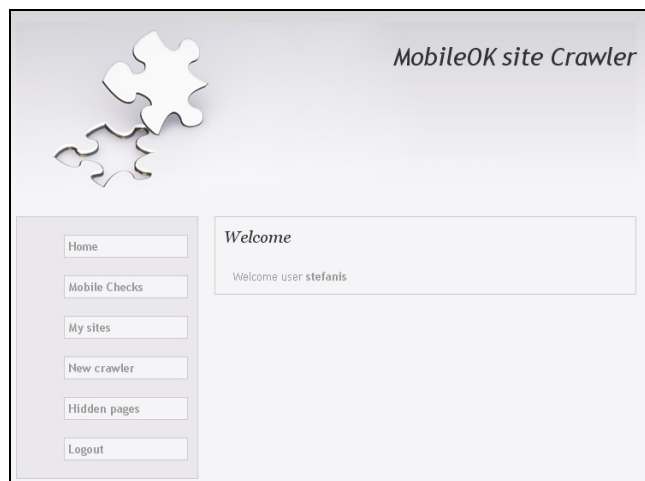 MobileOK site Crawler
Home
Mobile Checks
My sites
New crawler
Hidden pages
Logout
Welcome
Welcome user stefanis